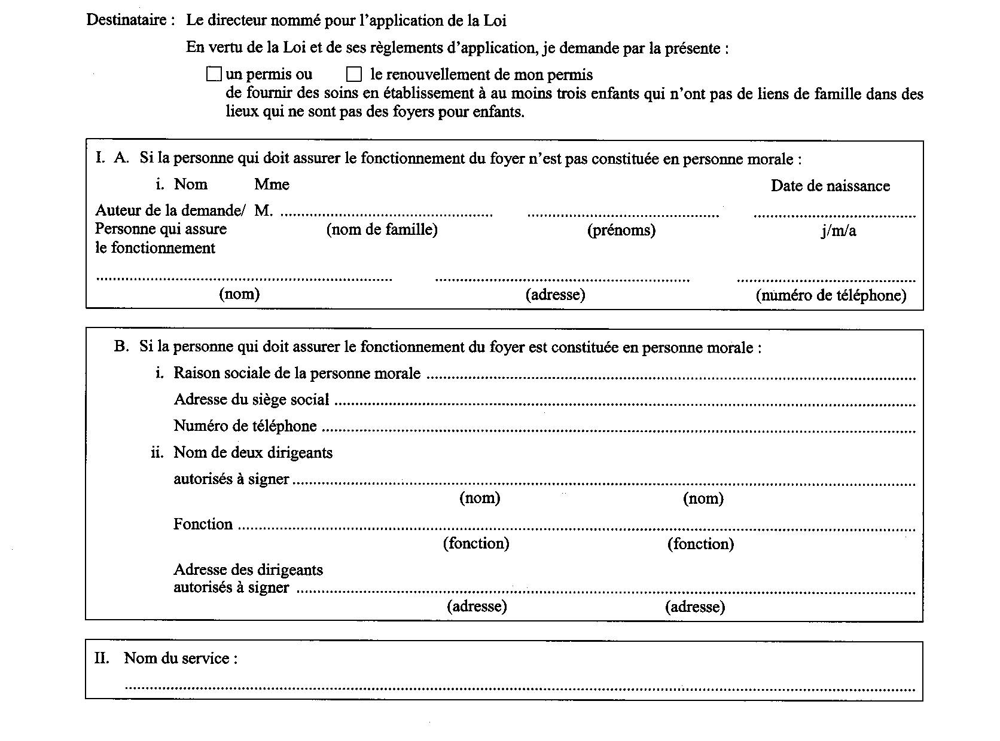 Destinataire : Le directeur nommé pour l'application de la Loi
En vertu de la Loi et de ses règlements d'application, je demande par la présente :
un permis ou le renouvellement de mon permis
de fournir des soins en établissement à au moins trois enfants qui n'ont pas de liens de famille dans des
lieux qui ne sont pas des foyers pour enfants.
I. A. Si la personne qui doit assurer le fonctionnement du foyer n'est pas constituée en personne morale :
i. Nom Mme Date de naissance
Auteur de la demande/ M. ................................................... .............................................. .......................................
Personne qui assure (nom de famille) (prénoms) j/m/a
le fonctionnement
....................................................................... ............................................................. ...........................................
(nom) (adresse) (numéro de téléphone)
B. Si la personne qui doit assurer le fonctionnement du foyer est constituée en personne morale :
i. Raison sociale de la personne morale .....................................................................................................................
Adresse du siège social ...........................................................................................................................................
Numéro de téléphone ..............................................................................................................................................
ii. Nom de deux dirigeants
autorisés à signer .....................................................................................................................................................
(nom) (nom)
Fonction ..................................................................................................................................................................
(fonction) (fonction)
Adresse des dirigeants
autorisés à signer ....................................................................................................................................................
(adresse) (adresse)
II. Nom du service :
.............................................................................................................................................................................................